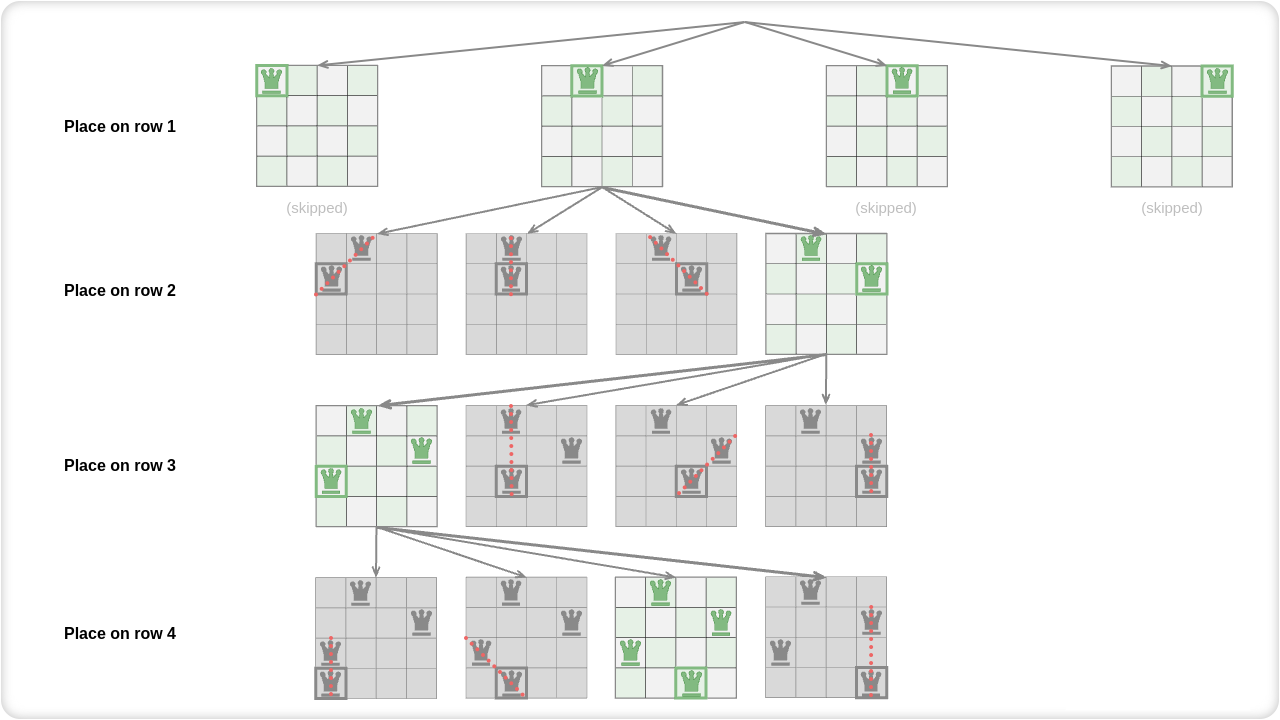 Place on row 1
(skipped)
(skipped)
(skipped)
Place on row 2
Place on row 3
Place on row 4